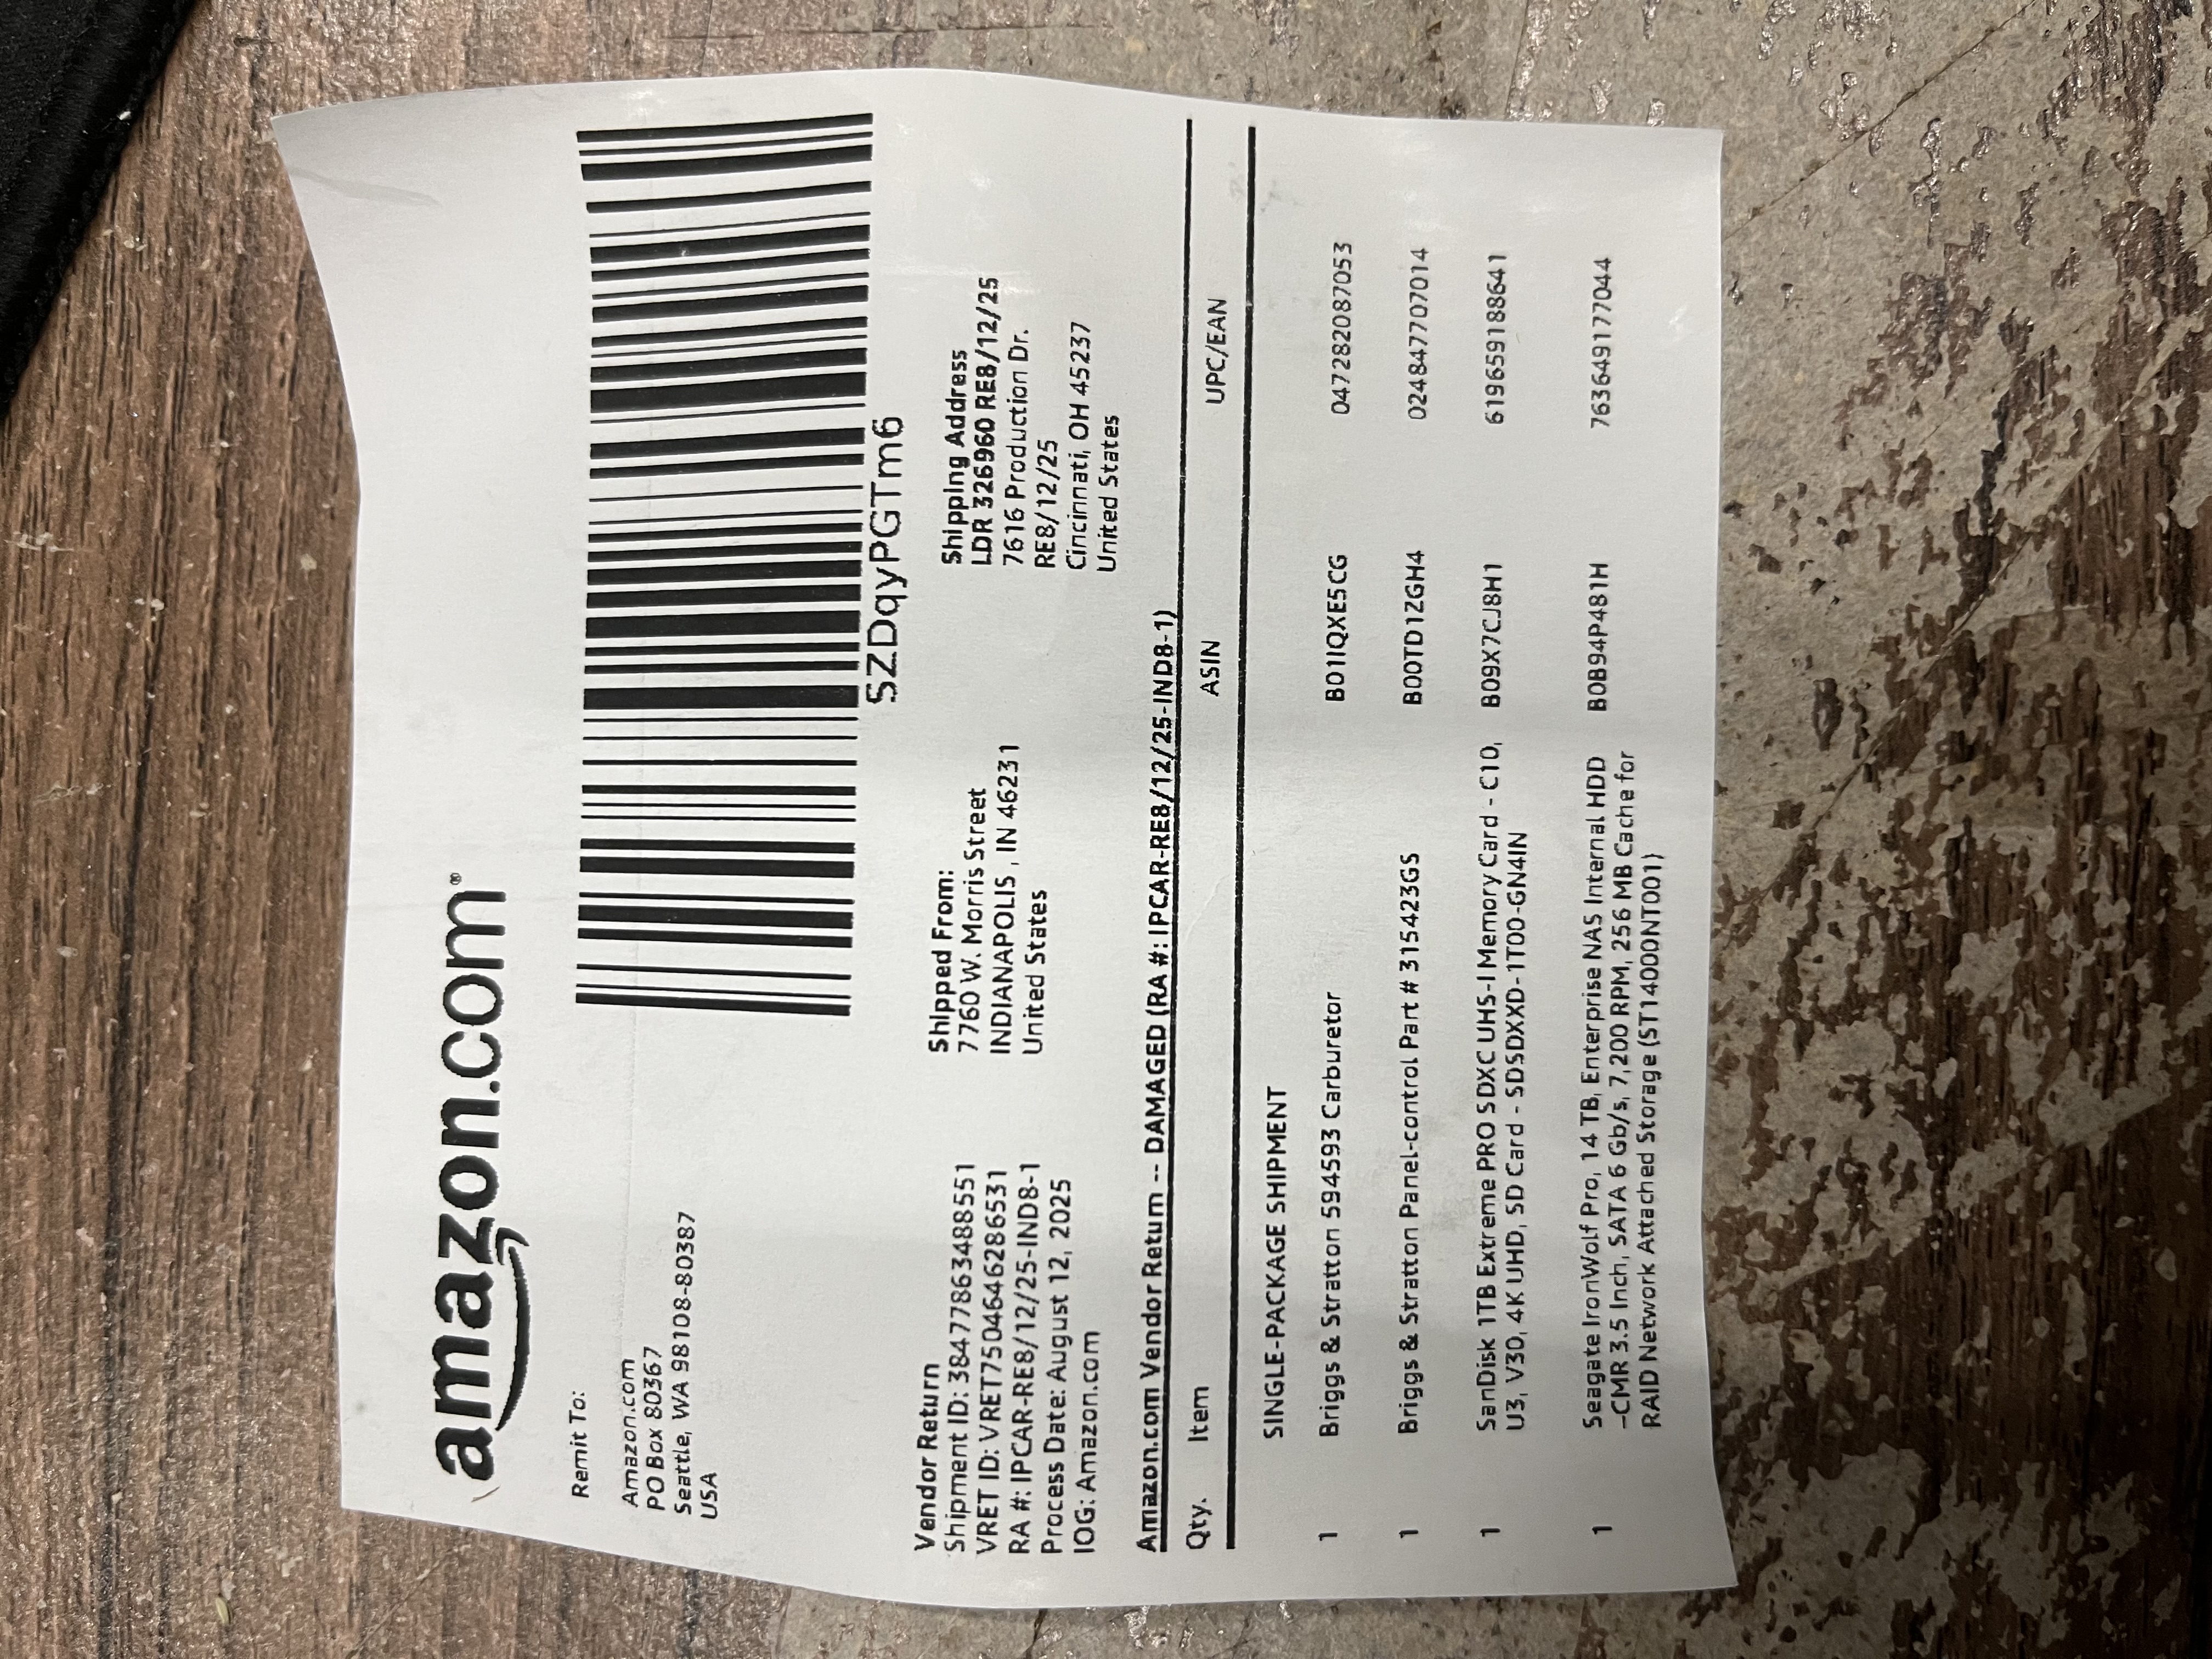 amazon.com®
Remit To:
Amazon.com
PO Box 80367
Seattle, WA 98108-80387
USA
5ZDqyPGTm6
Vendor Return
Shipment ID: 384777863488551
VRET ID: VRET7504646286531
RA #: IPCAR-RE8/12/25-IND8-1
Process Date: August 12, 2025
IOG: Amazon.com
Shipped From:
7760 W. Morris Street
INDIANAPOLIS , IN 46231
United States
Shipping Address
LDR 326960 RE8/12/25
7616 Production Dr.
RE8/12/25
Cincinnati, OH 45237
United States
Amazon.com Vendor Return -- DAMAGED (RA #: IPCAR-RE8/12/25-IND8-1)
Qty. Item ASIN UPC/EAN
SINGLE-PACKAGE SHIPMENT
1 Briggs & Stratton 594593 Carburetor B01IQXE5CG 047282087053
1 Briggs & Stratton Panel-control Part # 315423GS B00TD1ZGH4 024847707014
1 SanDisk 1TB Extreme PRO SDXC UHS-I Memory Card - C10, B09X7CJ8H1 619659188641
U3, V30, 4K UHD, SD Card - SDSDXXD-1T00-GN4IN
1 Seagate IronWolf Pro, 14 TB, Enterprise NAS Internal HDD B0B94P481H 763649177044
-CMR 3.5 Inch, SATA 6 Gb/s, 7,200 RPM, 256 MB Cache for
RAID Network Attached Storage (ST14000NT001)